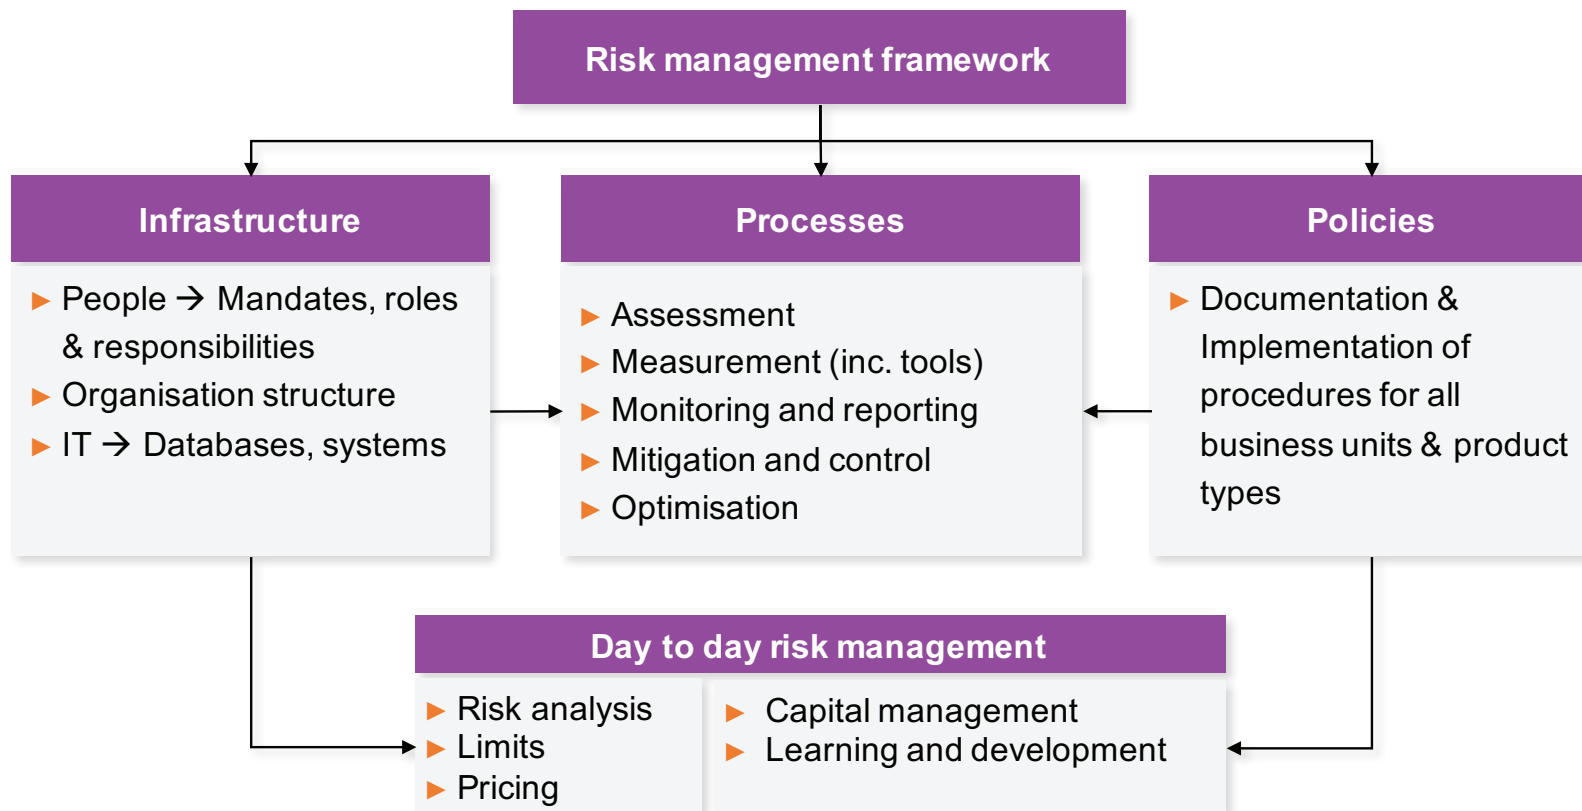 Risk management framework
Infrastructure
► People → Mandates, roles
& responsibilities
► Organisation structure
► IT → Databases, systems
Processes
► Assessment
► Measurement (inc. tools)
► Monitoring and reporting
► Mitigation and control
► Optimisation
Policies
► Documentation &
Implementation of
procedures for all
business units & product
types
Day to day risk management
► Risk analysis
► Limits
► Pricing
► Capital management
► Learning and development